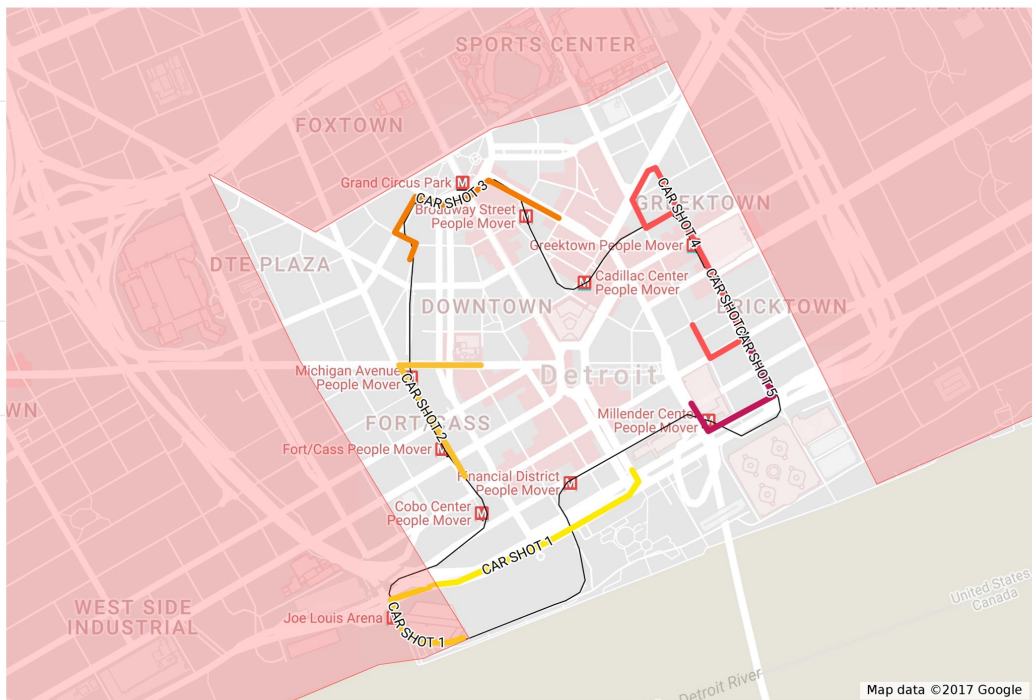 SPORTS CENTER
FOXTOWN
Grand Circus Park
CAR SHOT 3
Broadway Street
People Mover
CAR SHOT 4
GREEKTOWN
Greektown People Mover
DTE PLAZA
Cadillac Center
People Mover
DOWNTOWN
CAR SHOT
BRICKTOWN
Michigan Avenue
People Mover
Detroit
CAR SHOT 5
CAR SHOT 2
FORT/CASS
Millender Center
People Mover
Fort/Cass People Mover
Financial District
People Mover
Cobo Center
People Mover
CAR SHOT 1
WEST SIDE
INDUSTRIAL
Joe Louis Arena
CAR SHOT 1
United States
Canada
Detroit River
Map data ©2017 Google